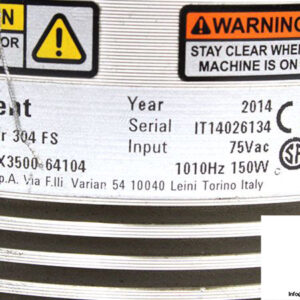 WARNING
STAY CLEAR WHEN
MACHINE IS ON
OR
Year 2014
304 FS
Serial IT14026134
Input 75Vac
X3500-64104
1010Hz 150W
.p.A. Via F.lli. Varian 54 10040 Leini Torino Italy